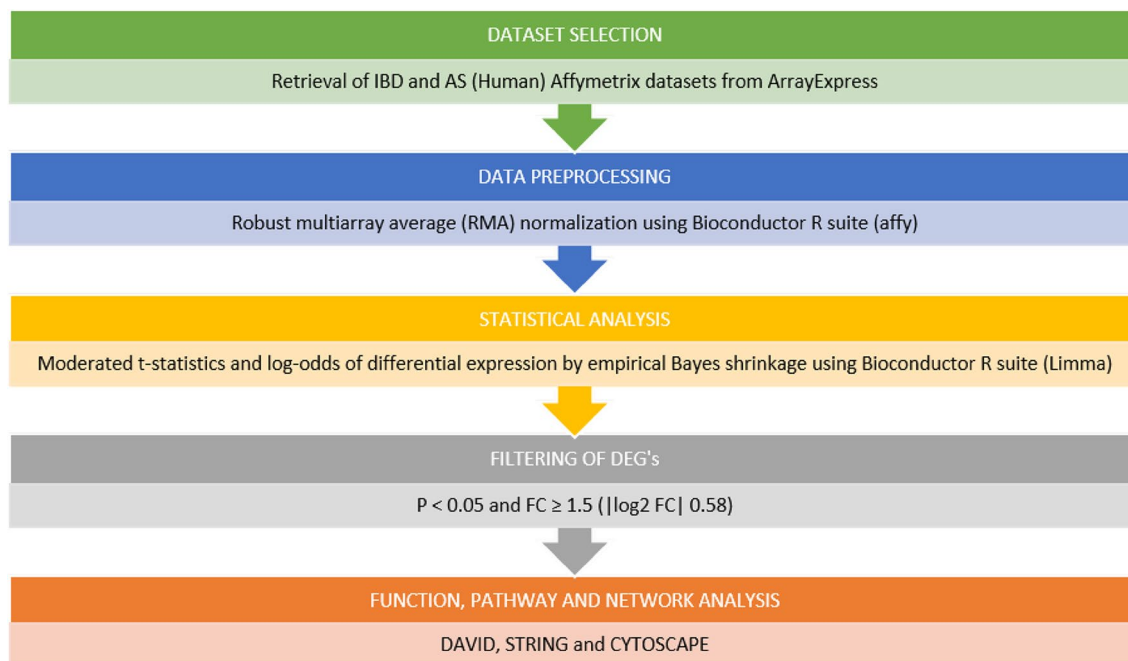 DATASET SELECTION
Retrieval of IBD and AS (Human) Affymetrix datasets from ArrayExpress
DATA PREPROCESSING
Robust multiarray average (RMA) normalization using Bioconductor R suite (affy)
STATISTICAL ANALYSIS
Moderated t-statistics and log-odds of differential expression by empirical Bayes shrinkage using Bioconductor R suite (Limma)
FILTERING OF DEG's
P < 0.05 and FC ≥ 1.5 (|log2 FC| 0.58)
FUNCTION, PATHWAY AND NETWORK ANALYSIS
DAVID, STRING and CYTOSCAPE